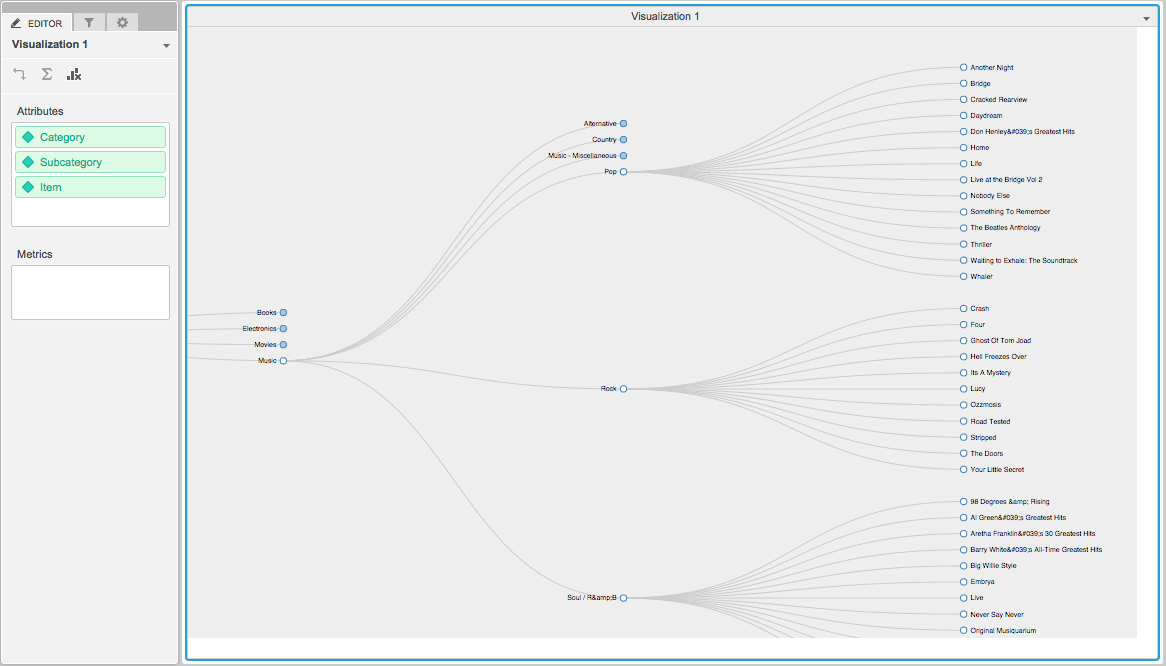 EDITOR
Visualization 1
Attributes
Category
Subcategory
Item
Metrics
Visualization 1
Books
Electronics
Movies
Music
Alternative
Country
Music - Miscellaneous
Pop
Rock
Soul / R&amp;B
Another Night
Bridge
Cracked Rearview
Daydream
Don Henley&#039;s Greatest Hits
Home
Life
Live at the Bridge Vol 2
Nobody Else
Something To Remember
The Beatles Anthology
Thriller
Waiting to Exhale: The Soundtrack
Whaler
Crash
Four
Ghost Of Tom Joad
Hell Freezes Over
Its A Mystery
Lucy
Ozzmosis
Road Tested
Stripped
The Doors
Your Little Secret
98 Degrees &amp; Rising
Al Green&#039;s Greatest Hits
Aretha Franklin&#039;s 30 Greatest Hits
Barry White&#039;s All-Time Greatest Hits
Big Willie Style
Embrya
Live
Never Say Never
Original Musiquarium